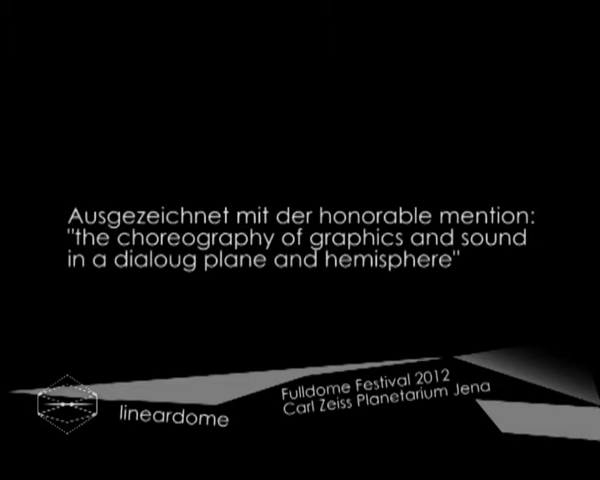 Ausgezeichnet mit der honorable mention:
"the choreography of graphics and sound
in a dialoug plane and hemisphere"
Fulldome Festival 2012
Carl Zeiss Planetarium Jena
lineardome